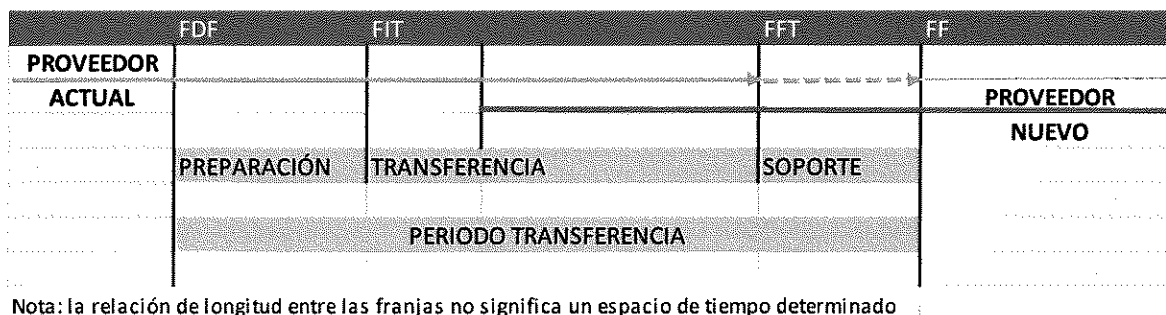 FDF FIT FFT FF
PROVEEDOR
ACTUAL
PROVEEDOR
NUEVO
PREPARACIÓN TRANSFERENCIA SOPORTE
PERIODO TRANSFERENCIA
Nota: la relación de longitud entre las franjas no significa un espacio de tiempo determinado